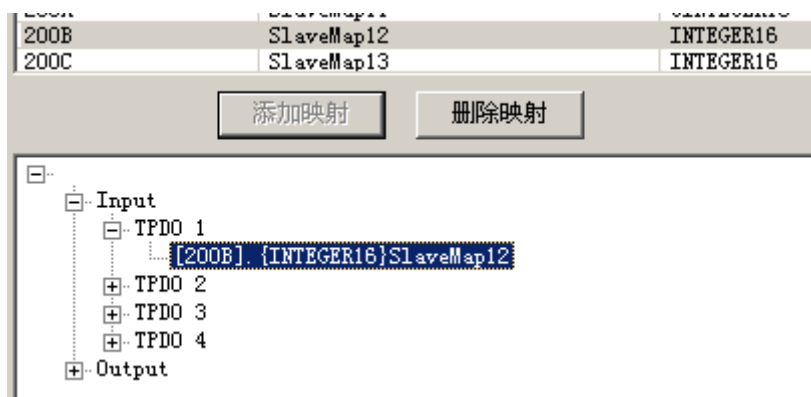 200B SlaveMap12 INTEGER16
200C SlaveMap13 INTEGER16
添加映射 删除映射
Input
TPDO 1
[200B].{INTEGER16}SlaveMap12
TPDO 2
TPDO 3
TPDO 4
Output